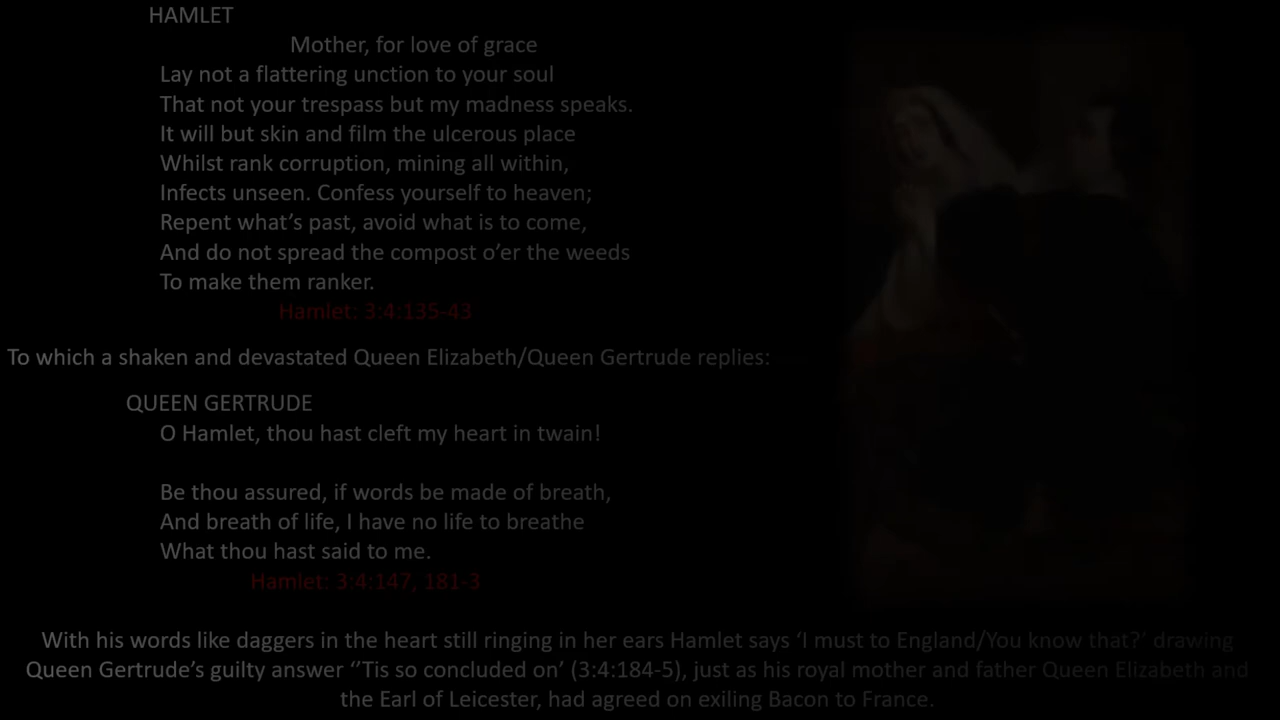 HAMLET
Mother, for love of grace
Lay not a flattering unction to your soul
That not your trespass but my madness speaks.
It will but skin and film the ulcerous place
Whilst rank corruption, mining all within,
Infects unseen. Confess yourself to heaven;
Repent what’s past, avoid what is to come,
And do not spread the compost o’er the weeds
To make them ranker.
Hamlet: 3:4:135-43
To which a shaken and devastated Queen Elizabeth/Queen Gertrude replies:
QUEEN GERTRUDE
O Hamlet, thou hast cleft my heart in twain!
Be thou assured, if words be made of breath,
And breath of life, I have no life to breathe
What thou hast said to me.
Hamlet: 3:4:147, 181-3
With his words like daggers in the heart still ringing in her ears Hamlet says ‘I must to England/You know that?’ drawing
Queen Gertrude’s guilty answer ‘‘Tis so concluded on’ (3:4:184-5), just as his royal mother and father Queen Elizabeth and
the Earl of Leicester, had agreed on exiling Bacon to France.